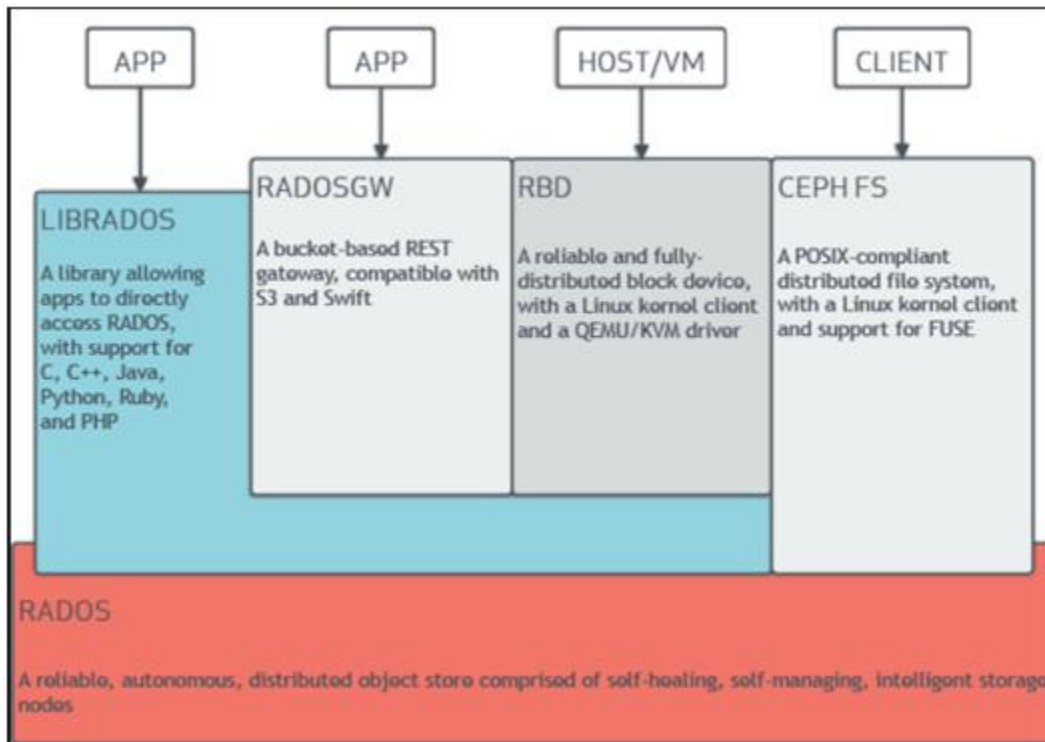 APP
APP
HOST/VM
CLIENT
LIBRADOS
A library allowing
apps to directly
access RADOS,
with support for
C, C++, Java,
Python, Ruby,
and PHP
RADOSGW
A bucket-based REST
gateway, compatible with
S3 and Swift
RBD
A reliable and fully-
distributed block device,
with a Linux kernel client
and a QEMU/KVM driver
CEPH FS
A POSIX-compliant
distributed file system,
with a Linux kernel client
and support for FUSE
RADOS
A reliable, autonomous, distributed object store comprised of self-healing, self-managing, intelligent storage
nodes